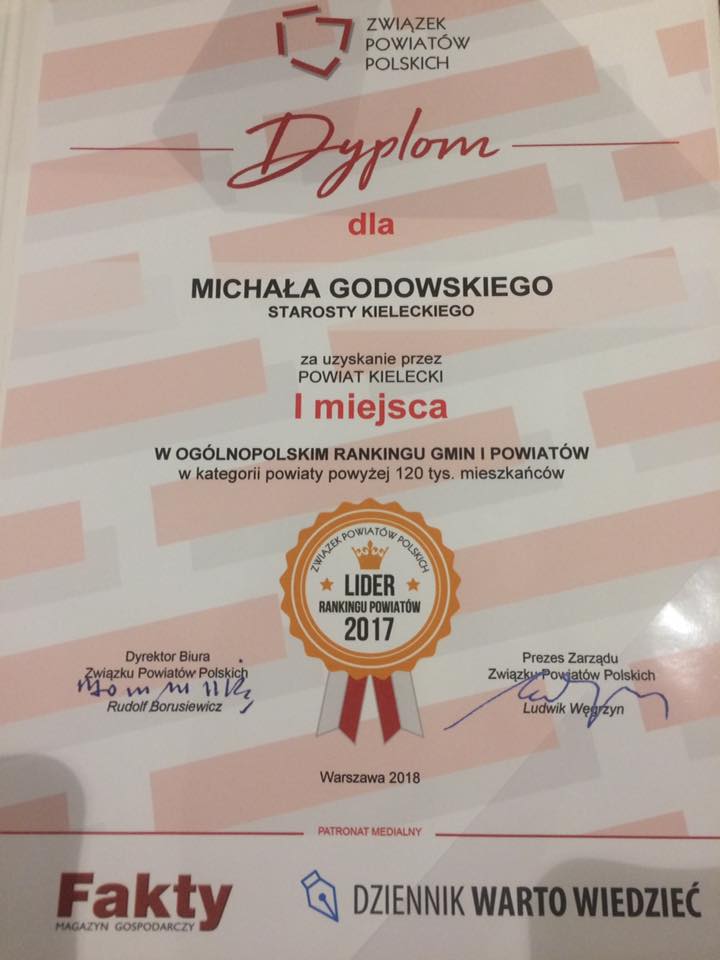 ZWIĄZEK
POWIATÓW
POLSKICH
Dyplom
dla
MICHAŁA GODOWSKIEGO
STAROSTY KIELECKIEGO
za uzyskanie przez
POWIAT KIELECKI
I miejsca
W OGÓLNOPOLSKIM RANKINGU GMIN I POWIATÓW
w kategorii powiaty powyżej 120 tys. mieszkańców
ZWIĄZEK POWIATÓW POLSKICH
LIDER
RANKINGU POWIATÓW
2017
Dyrektor Biura
Związku Powiatów Polskich
Rudolf Borusiewicz
Prezes Zarządu
Związku Powiatów Polskich
Ludwik Węgrzyn
Warszawa 2018
PATRONAT MEDIALNY
Fakty
MAGAZYN GOSPODARCZY
DZIENNIK WARTO WIEDZIEĆ